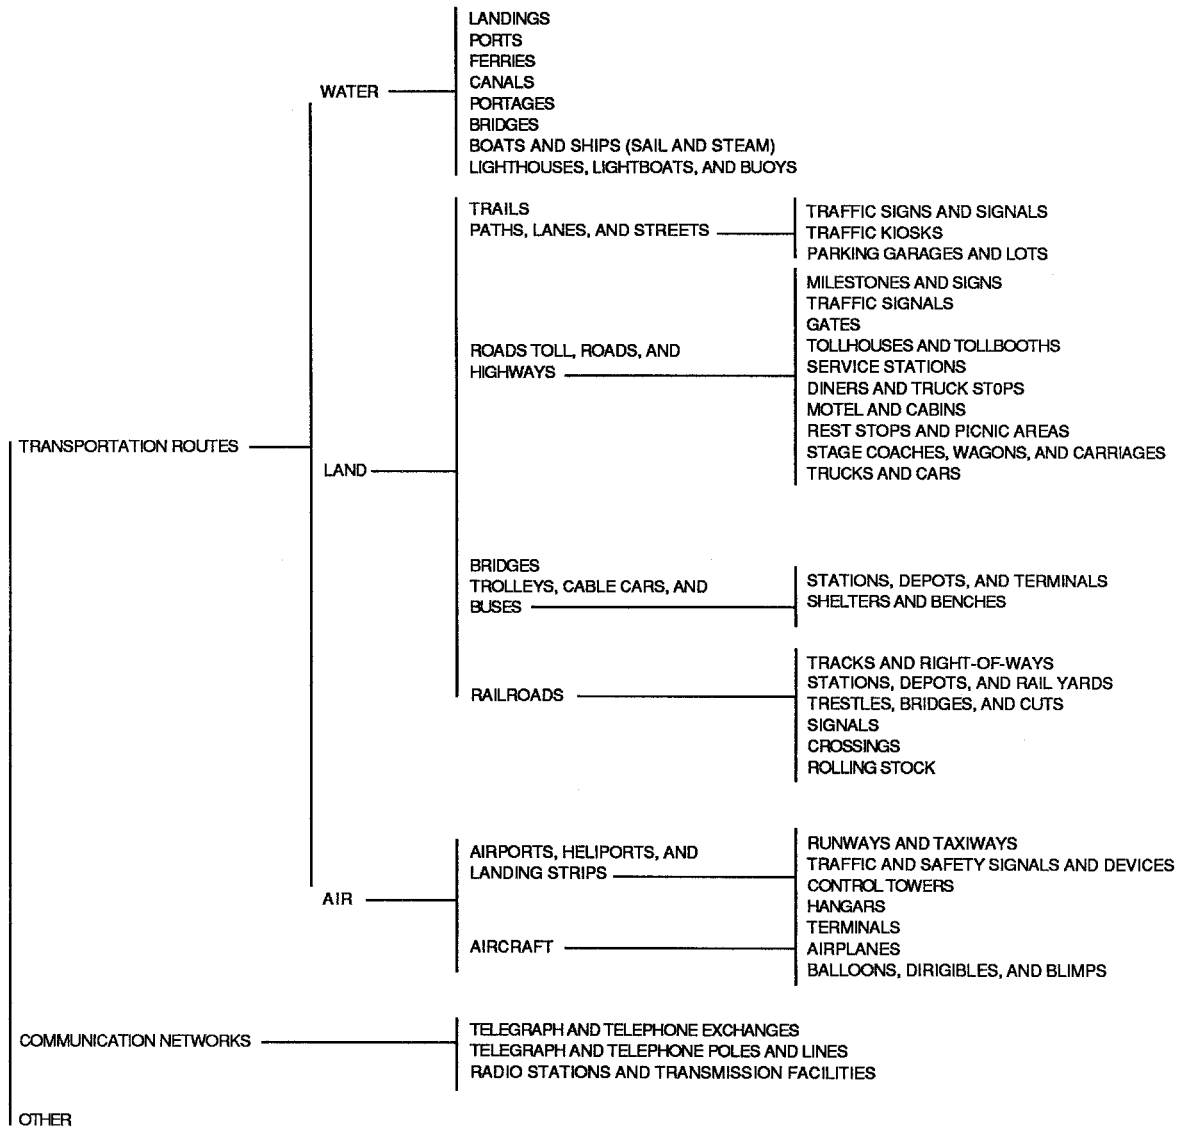 LANDINGS
PORTS
FERRIES
WATER
CANALS
PORTAGES
BRIDGES
BOATS AND SHIPS (SAIL AND STEAM)
LIGHTHOUSES, LIGHTBOATS, AND BUOYS
TRAILS
PATHS, LANES, AND STREETS
TRAFFIC SIGNS AND SIGNALS
TRAFFIC KIOSKS
PARKING GARAGES AND LOTS
MILESTONES AND SIGNS
TRAFFIC SIGNALS
GATES
TOLLHOUSES AND TOLLBOOTHS
ROADS TOLL, ROADS, AND
HIGHWAYS
SERVICE STATIONS
DINERS AND TRUCK STOPS
MOTEL AND CABINS
REST STOPS AND PICNIC AREAS
STAGE COACHES, WAGONS, AND CARRIAGES
TRUCKS AND CARS
TRANSPORTATION ROUTES
LAND
BRIDGES
TROLLEYS, CABLE CARS, AND
BUSES
STATIONS, DEPOTS, AND TERMINALS
SHELTERS AND BENCHES
RAILROADS
TRACKS AND RIGHT-OF-WAYS
STATIONS, DEPOTS, AND RAIL YARDS
TRESTLES, BRIDGES, AND CUTS
SIGNALS
CROSSINGS
ROLLING STOCK
AIR
AIRPORTS, HELIPORTS, AND
LANDING STRIPS
RUNWAYS AND TAXIWAYS
TRAFFIC AND SAFETY SIGNALS AND DEVICES
CONTROL TOWERS
HANGARS
TERMINALS
AIRCRAFT
AIRPLANES
BALLOONS, DIRIGIBLES, AND BLIMPS
COMMUNICATION NETWORKS
TELEGRAPH AND TELEPHONE EXCHANGES
TELEGRAPH AND TELEPHONE POLES AND LINES
RADIO STATIONS AND TRANSMISSION FACILITIES
OTHER